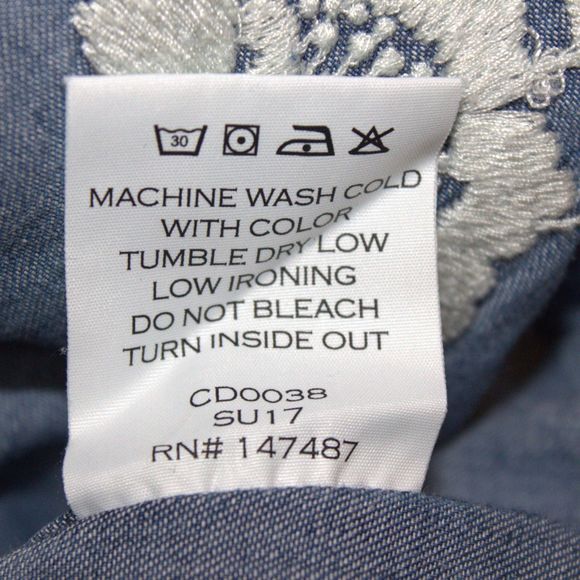 30
MACHINE WASH COLD
WITH COLOR
TUMBLE DRY LOW
LOW IRONING
DO NOT BLEACH
TURN INSIDE OUT
CD0038
SU17
RN# 147487